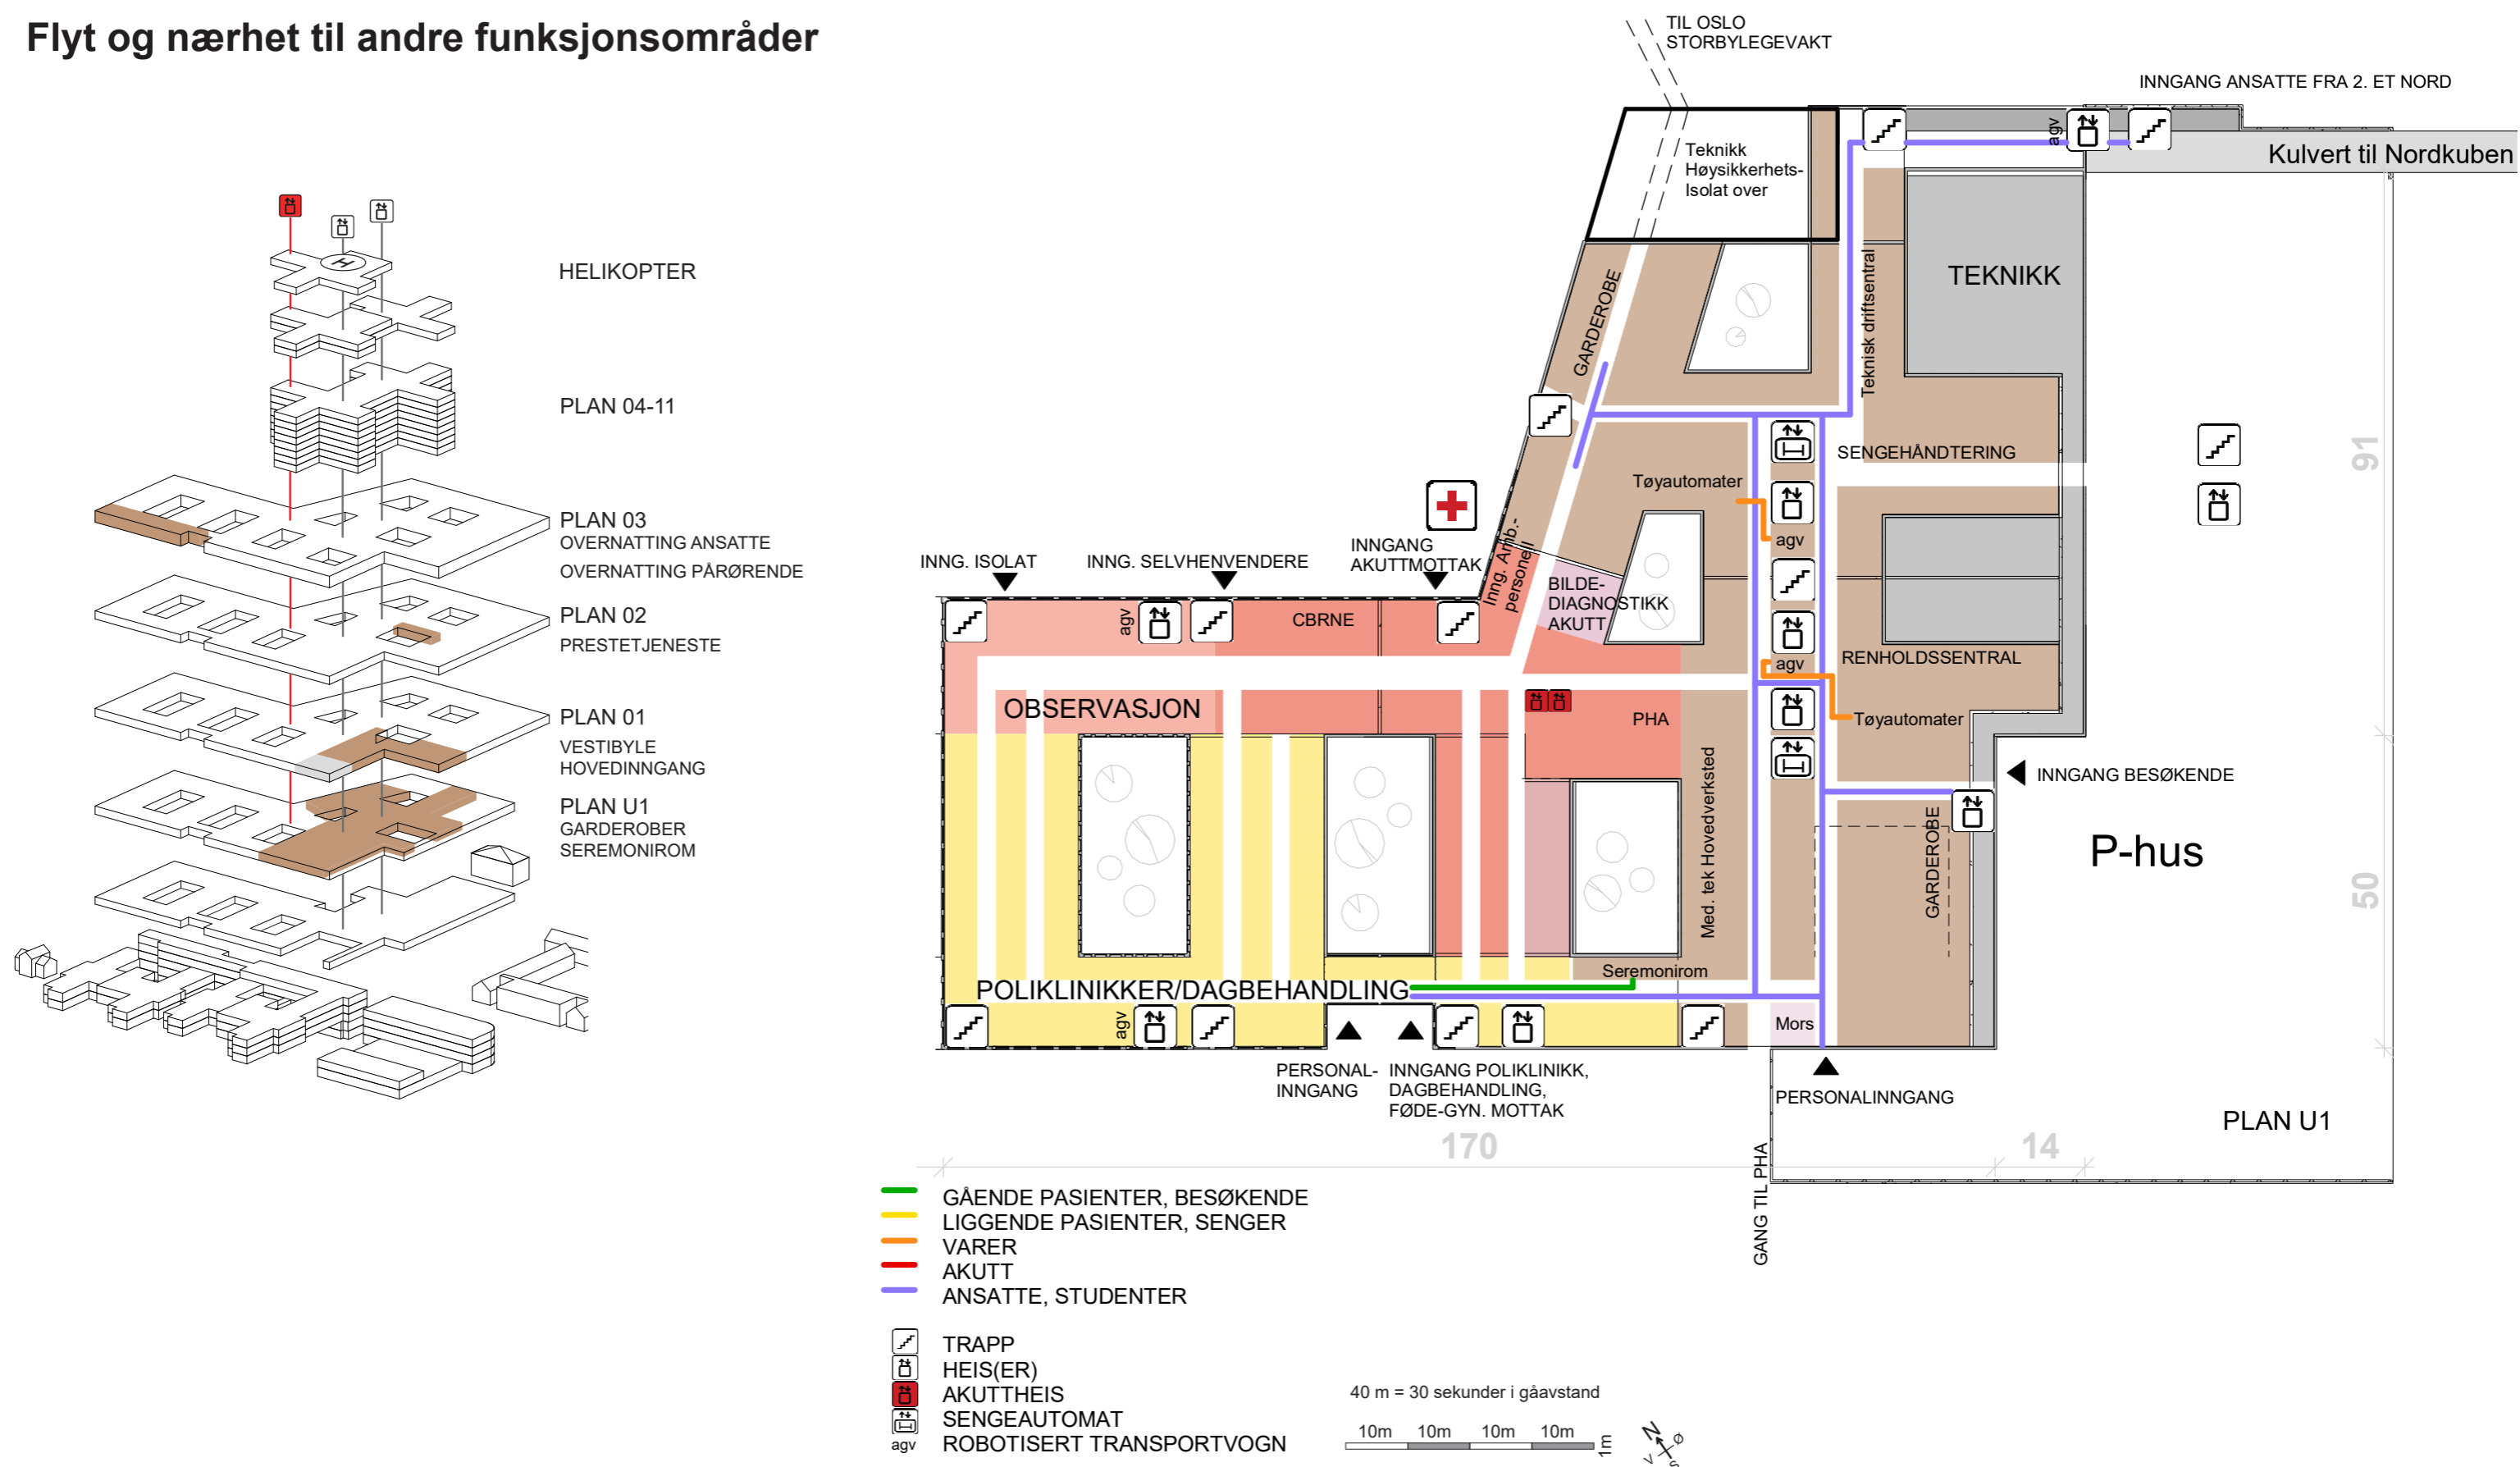 Flyt og nærhet til andre funksjonsområder
HELIKOPTER
PLAN 04-11
PLAN 03
OVERNATTING ANSATTE
OVERNATTING PÅRØRENDE
PLAN 02
PRESTETJENESTE
PLAN 01
VESTIBYLE
HOVEDINNGANG
PLAN U1
GARDEROBER
SEREMONIROM
H
TIL OSLO
STORBYLEGEVAKT
INNGANG ANSATTE FRA 2. ET NORD
agv
Kulvert til Nordkuben
Teknikk
Høysikkerhets-
Isolat over
TEKNIKK
GARDEROBE
Teknisk driftsentral
SENGEHÅNDTERING
91
Tøyautomater
agv
INNG. ISOLAT
INNG. SELVHENVENDERE
INNGANG
AKUTTMOTTAK
Inng. Amb.-
personell
BILDE-
DIAGNOSTIKK
AKUTT
agv
CBRNE
RENHOLDSSENTRAL
agv
OBSERVASJON
PHA
Tøyautomater
Med. tek Hovedverksted
INNGANG BESØKENDE
GARDEROBE
P-hus
50
Seremonirom
POLIKLINIKKER/DAGBEHANDLING
agv
Mors
PERSONAL-
INNGANG
INNGANG POLIKLINIKK,
DAGBEHANDLING,
FØDE-GYN. MOTTAK
PERSONALINNGANG
PLAN U1
170
14
GANG TIL PHA
GÅENDE PASIENTER, BESØKENDE
LIGGENDE PASIENTER, SENGER
VARER
AKUTT
ANSATTE, STUDENTER
TRAPP
HEIS(ER)
AKUTTHEIS
SENGEAUTOMAT
agv ROBOTISERT TRANSPORTVOGN
40 m = 30 sekunder i gåavstand
10m 10m 10m 10m
1m
N
Ø
V
S